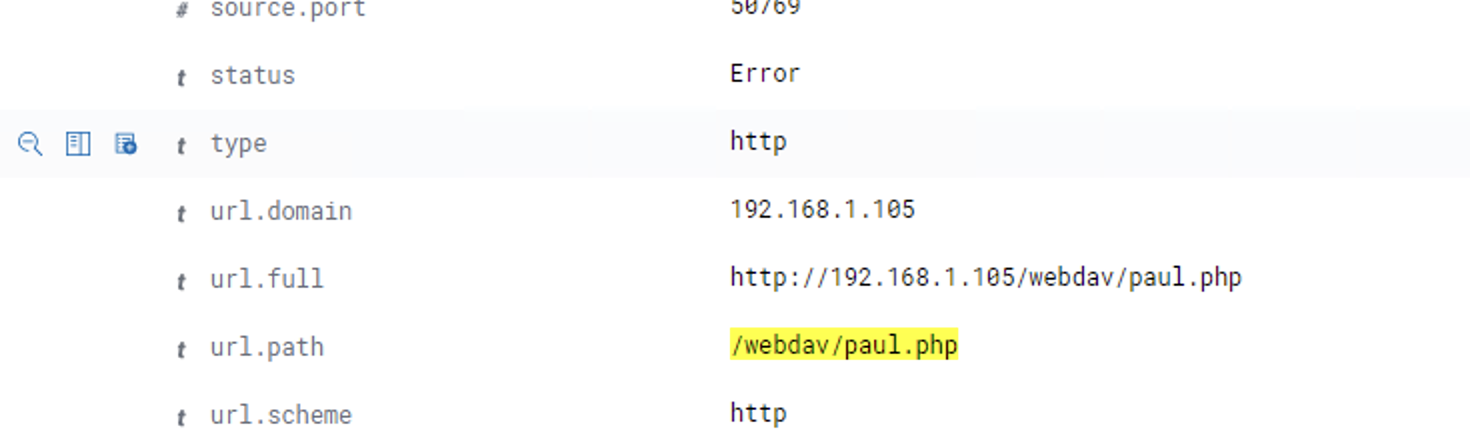 # source.port 50769
t status Error
t type http
t url.domain 192.168.1.105
t url.full http://192.168.1.105/webdav/paul.php
t url.path /webdav/paul.php
t url.scheme http